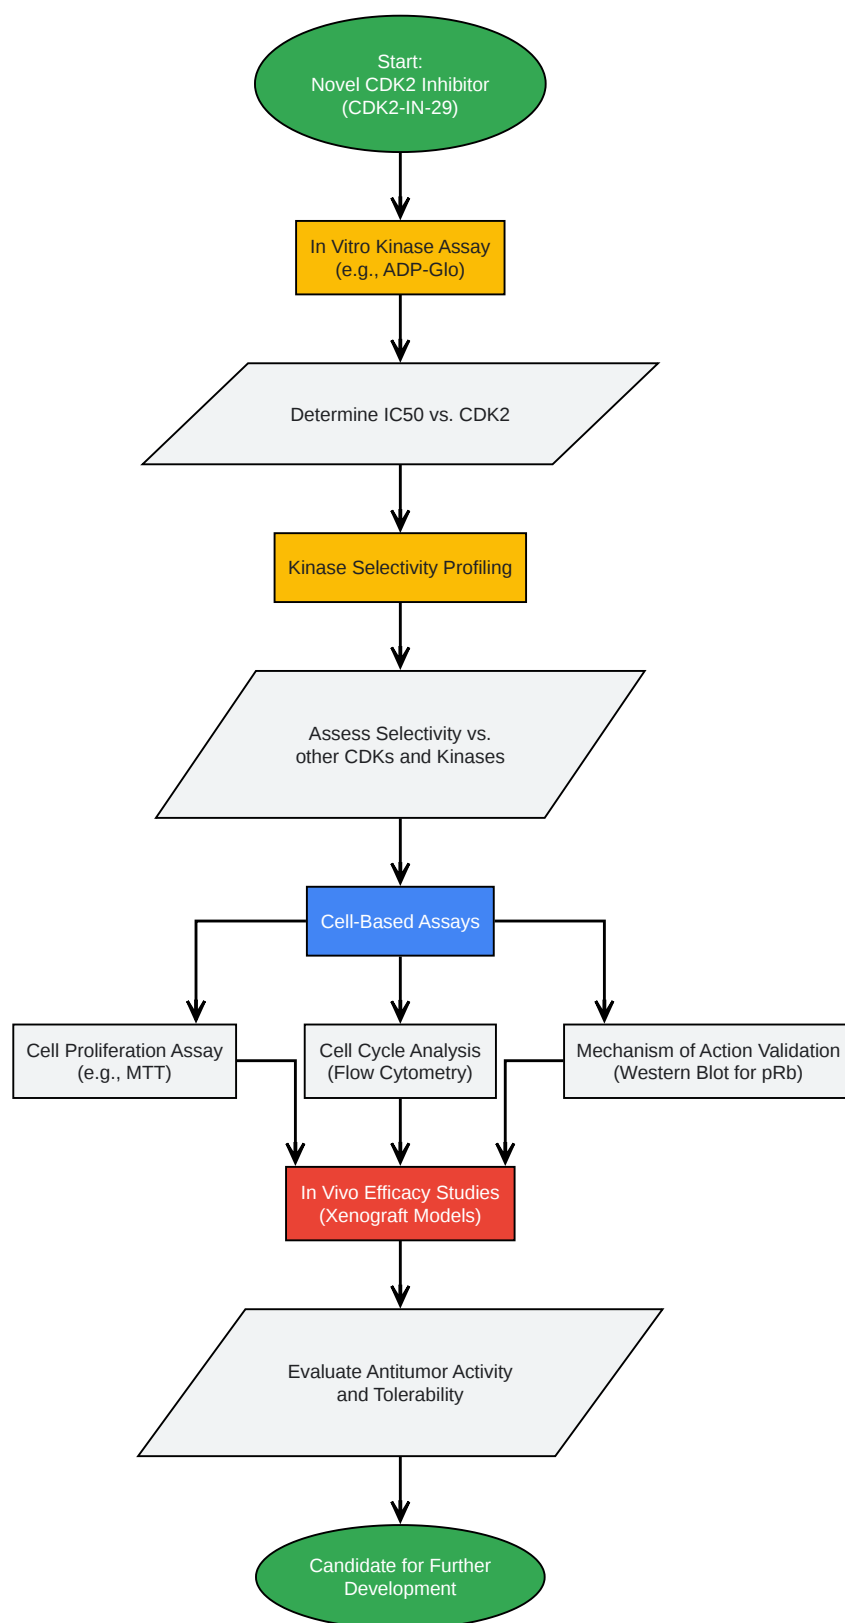 Start:
Novel CDK2 Inhibitor
(CDK2-IN-29)
In Vitro Kinase Assay
(e.g., ADP-Glo)
Determine IC50 vs. CDK2
Kinase Selectivity Profiling
Assess Selectivity vs.
other CDKs and Kinases
Cell-Based Assays
Cell Proliferation Assay
(e.g., MTT)
Cell Cycle Analysis
(Flow Cytometry)
Mechanism of Action Validation
(Western Blot for pRb)
In Vivo Efficacy Studies
(Xenograft Models)
Evaluate Antitumor Activity
and Tolerability
Candidate for Further
Development